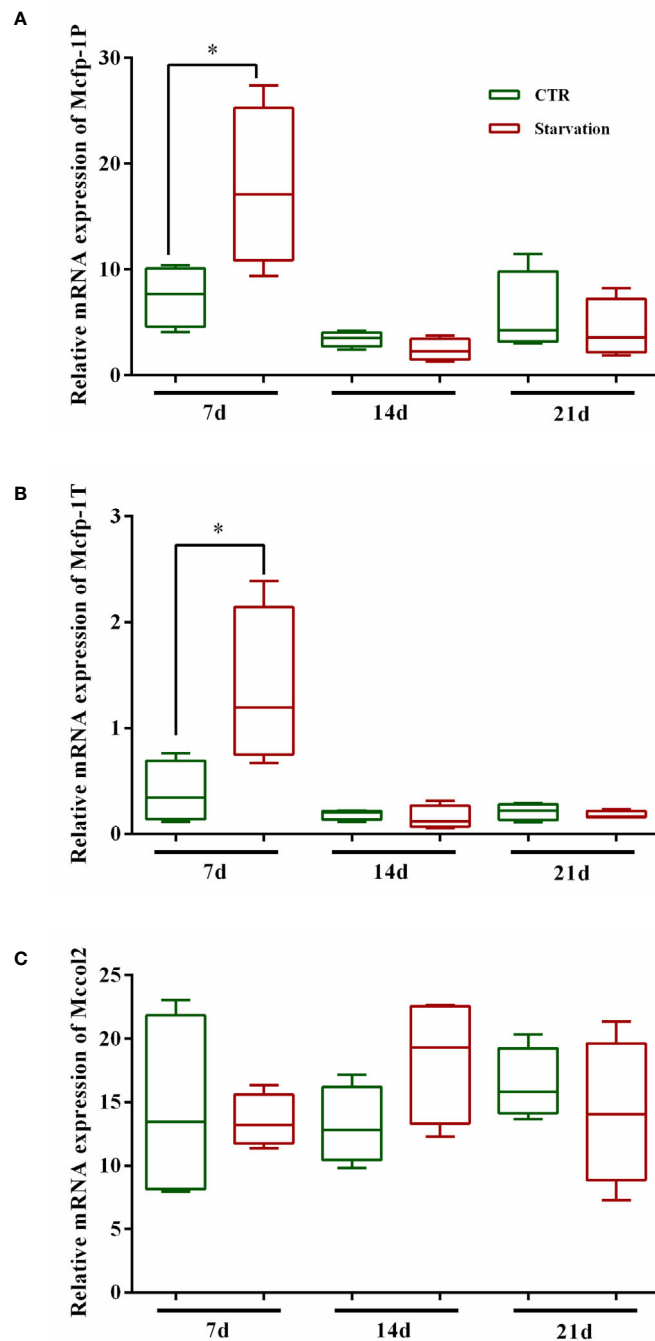 A
Relative mRNA expression of Mcfp-1P
30
20
10
0
*
CTR
Starvation
7d
14d
21d
B
Relative mRNA expression of Mcfp-1T
3
2
1
0
*
7d
14d
21d
C
Relative mRNA expression of Mccol2
25
20
15
10
5
0
7d
14d
21d